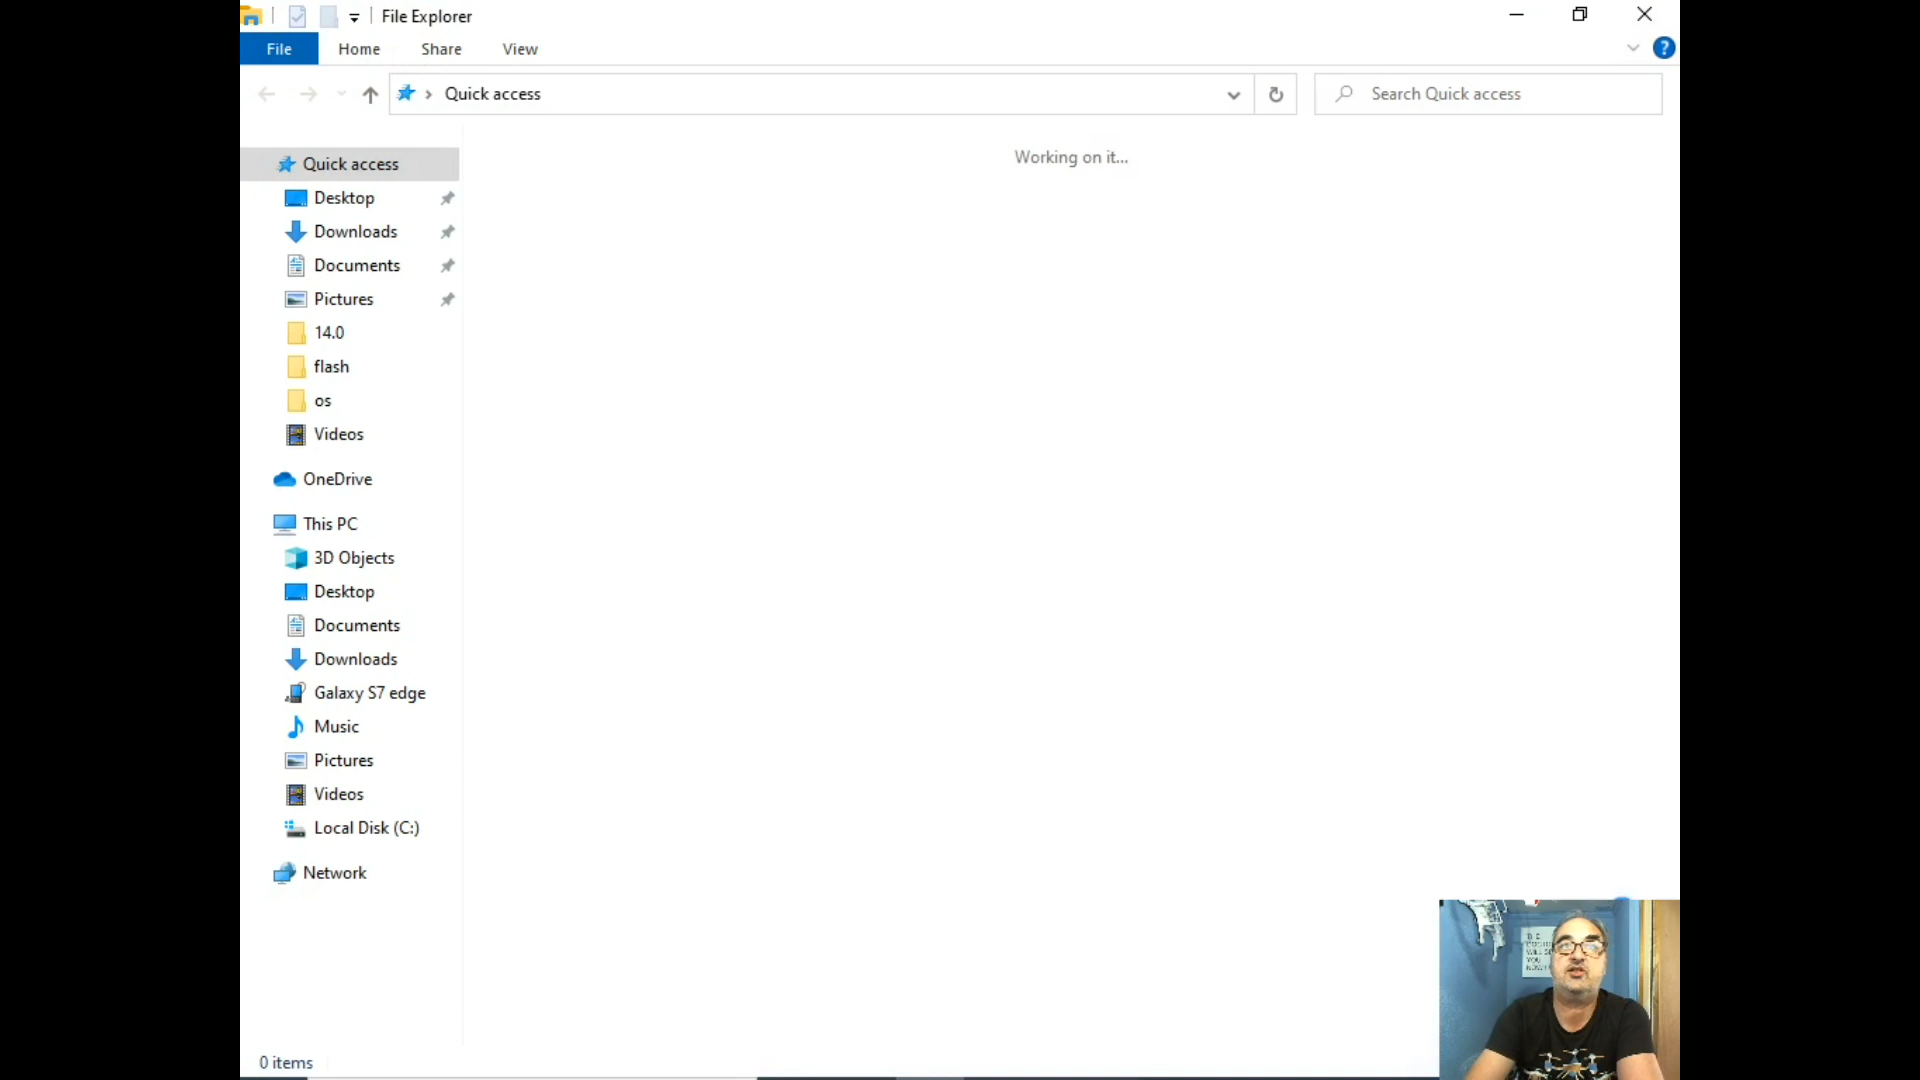 File Explorer
File Home Share View
Quick access
Search Quick access
Working on it...
Quick access
Desktop
Downloads
Documents
Pictures
14.0
flash
os
Videos
OneDrive
This PC
3D Objects
Desktop
Documents
Downloads
Galaxy S7 edge
Music
Pictures
Videos
Local Disk (C:)
Network
0 items
YOU